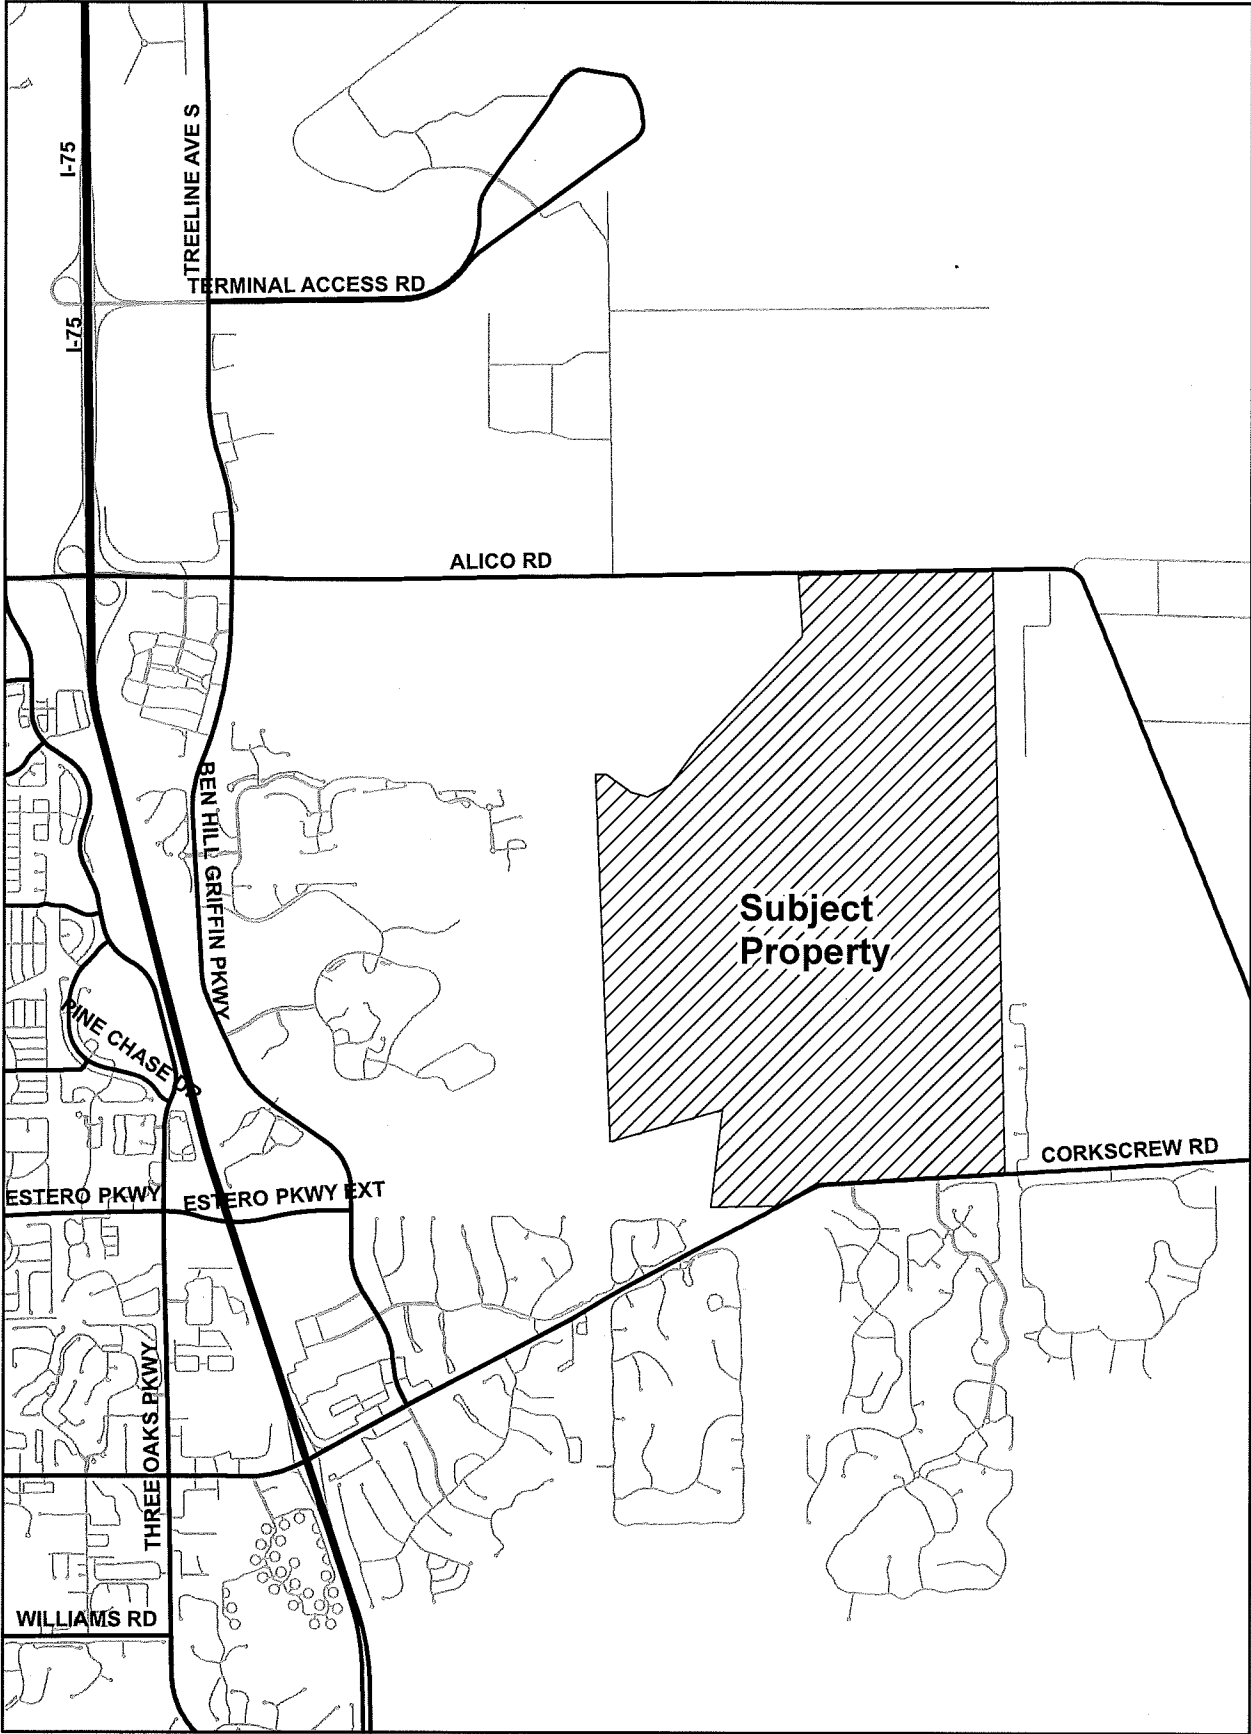 I-75
TREELINE AVE S
TERMINAL ACCESS RD
I-75
ALICO RD
BEN HILL GRIFFIN PKWY
Subject
Property
PINE CHASE DR
CORKSCREW RD
ESTERO PKWY
ESTERO PKWY EXT
THREE OAKS PKWY
WILLIAMS RD